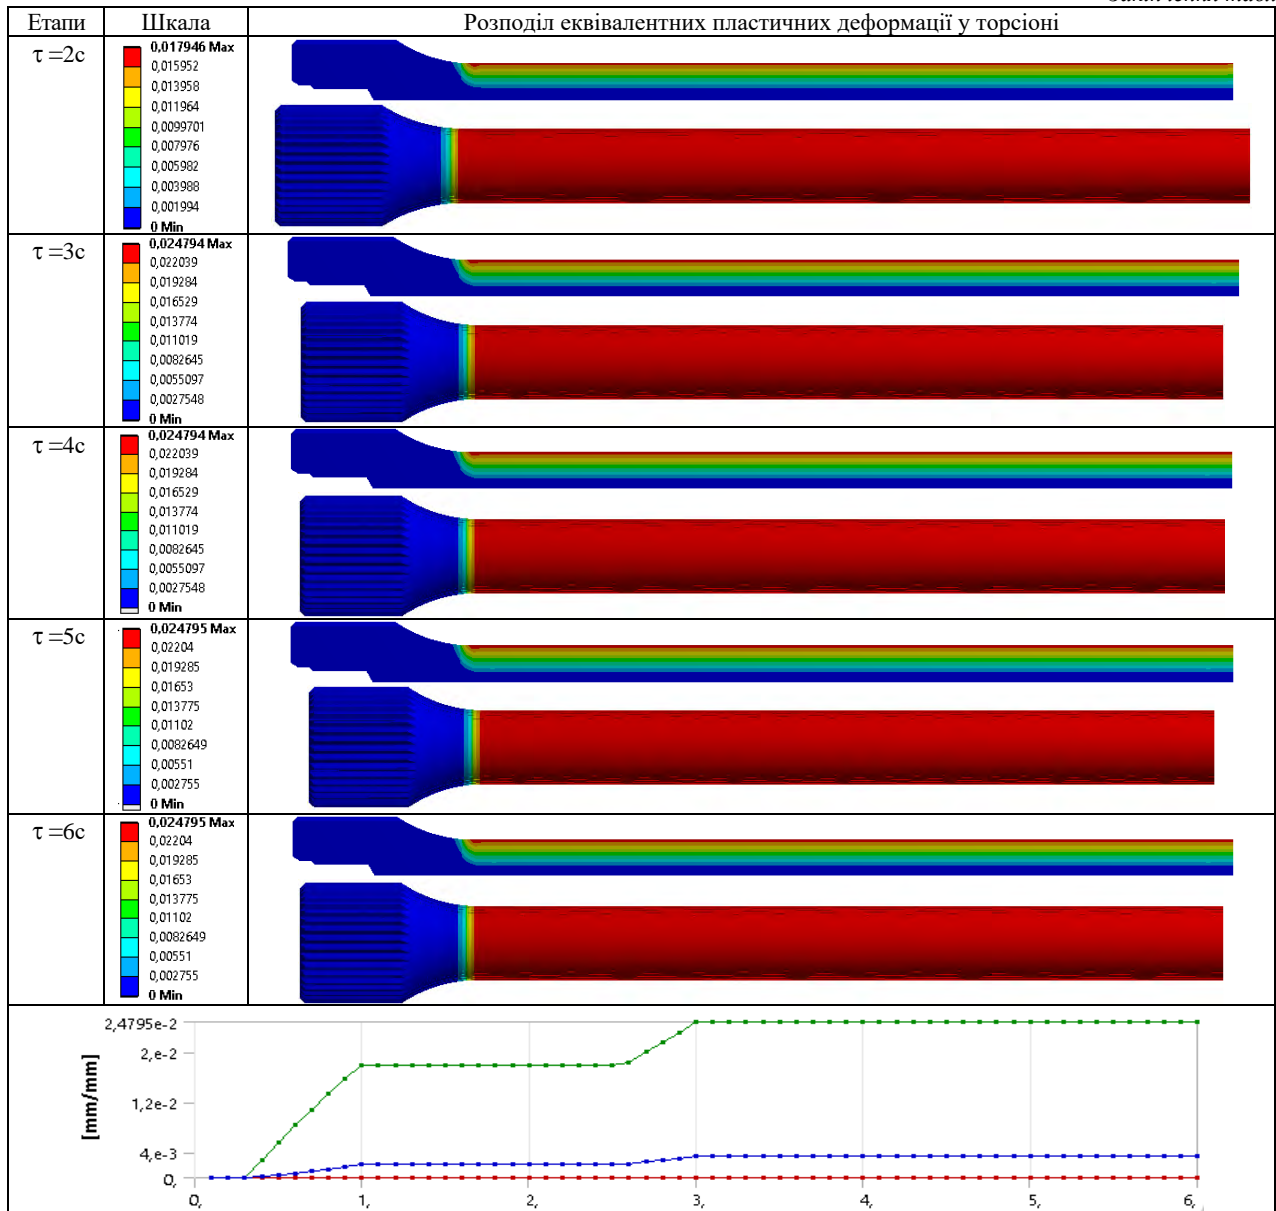 Етапи Шкала Розподіл еквівалентних пластичних деформації у торсіоні
τ =2с
0,017946 Max
0,015952
0,013958
0,011964
0,0099701
0,007976
0,005982
0,003988
0,001994
0 Min
τ =3с
0,024794 Max
0,022039
0,019284
0,016529
0,013774
0,011019
0,0082645
0,0055097
0,0027548
0 Min
τ =4с
0,024794 Max
0,022039
0,019284
0,016529
0,013774
0,011019
0,0082645
0,0055097
0,0027548
0 Min
τ =5с
0,024795 Max
0,02204
0,019285
0,01653
0,013775
0,01102
0,0082649
0,00551
0,002755
0 Min
τ =6с
0,024795 Max
0,02204
0,019285
0,01653
0,013775
0,01102
0,0082649
0,00551
0,002755
0 Min
[mm/mm]
2,4795e-2
2,e-2
1,2e-2
4,e-3
0,
0, 1, 2, 3, 4, 5, 6,